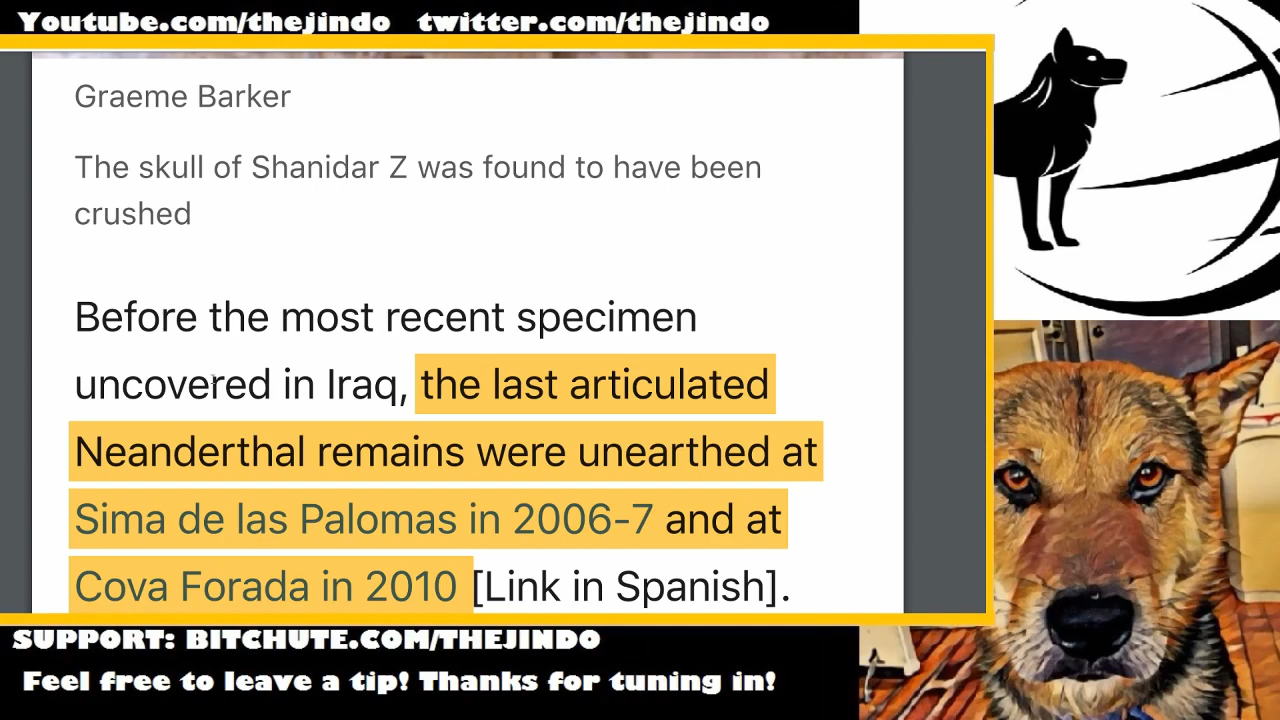 Youtube.com/thejindo twitter.com/thejindo
Graeme Barker
The skull of Shanidar Z was found to have been
crushed
Before the most recent specimen
uncovered in Iraq, the last articulated
Neanderthal remains were unearthed at
Sima de las Palomas in 2006-7 and at
Cova Forada in 2010 [Link in Spanish].
SUPPORT: BITCHUTE.COM/THEJINDO
Feel free to leave a tip! Thanks for tuning in!